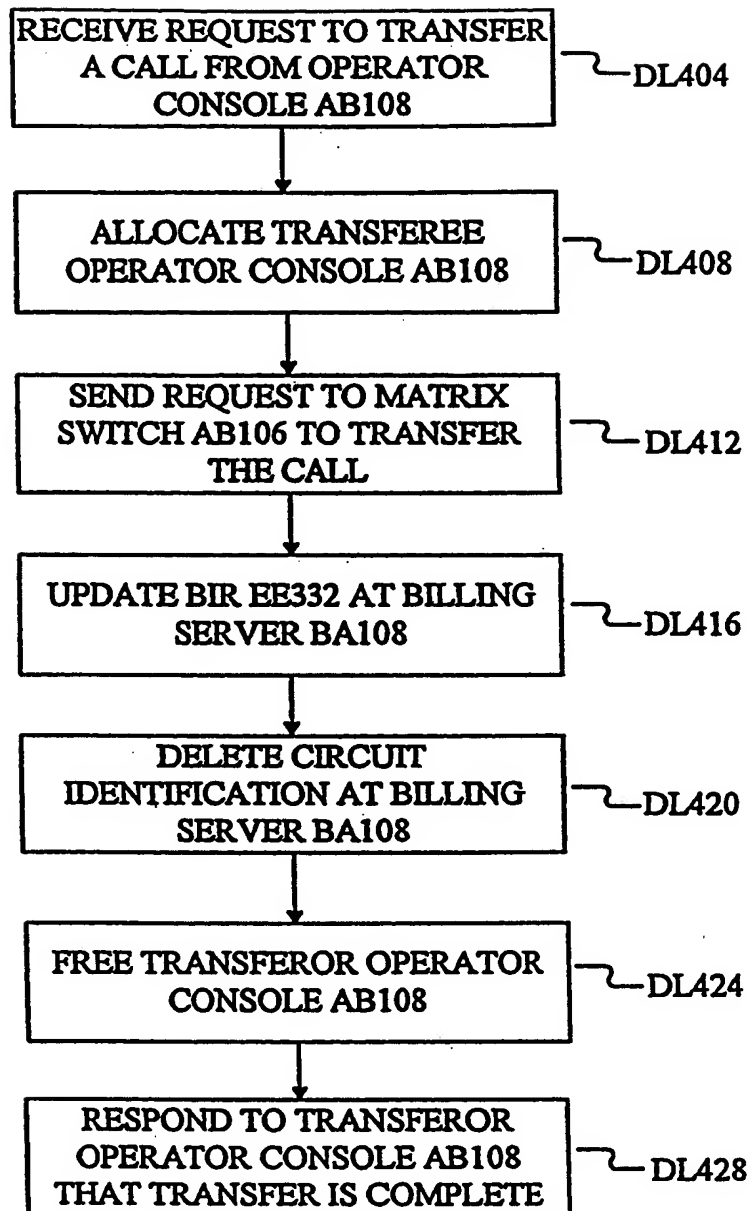 RECEIVE REQUEST TO TRANSFER
A CALL FROM OPERATOR
CONSOLE AB108
DL404
ALLOCATE TRANSFEREE
OPERATOR CONSOLE AB108
DL408
SEND REQUEST TO MATRIX
SWITCH AB106 TO TRANSFER
THE CALL
DL412
UPDATE BIR EE332 AT BILLING
SERVER BA108
DL416
DELETE CIRCUIT
IDENTIFICATION AT BILLING
SERVER BA108
DL420
FREE TRANSFEROR OPERATOR
CONSOLE AB108
DL424
RESPOND TO TRANSFEROR
OPERATOR CONSOLE AB108
THAT TRANSFER IS COMPLETE
DL428